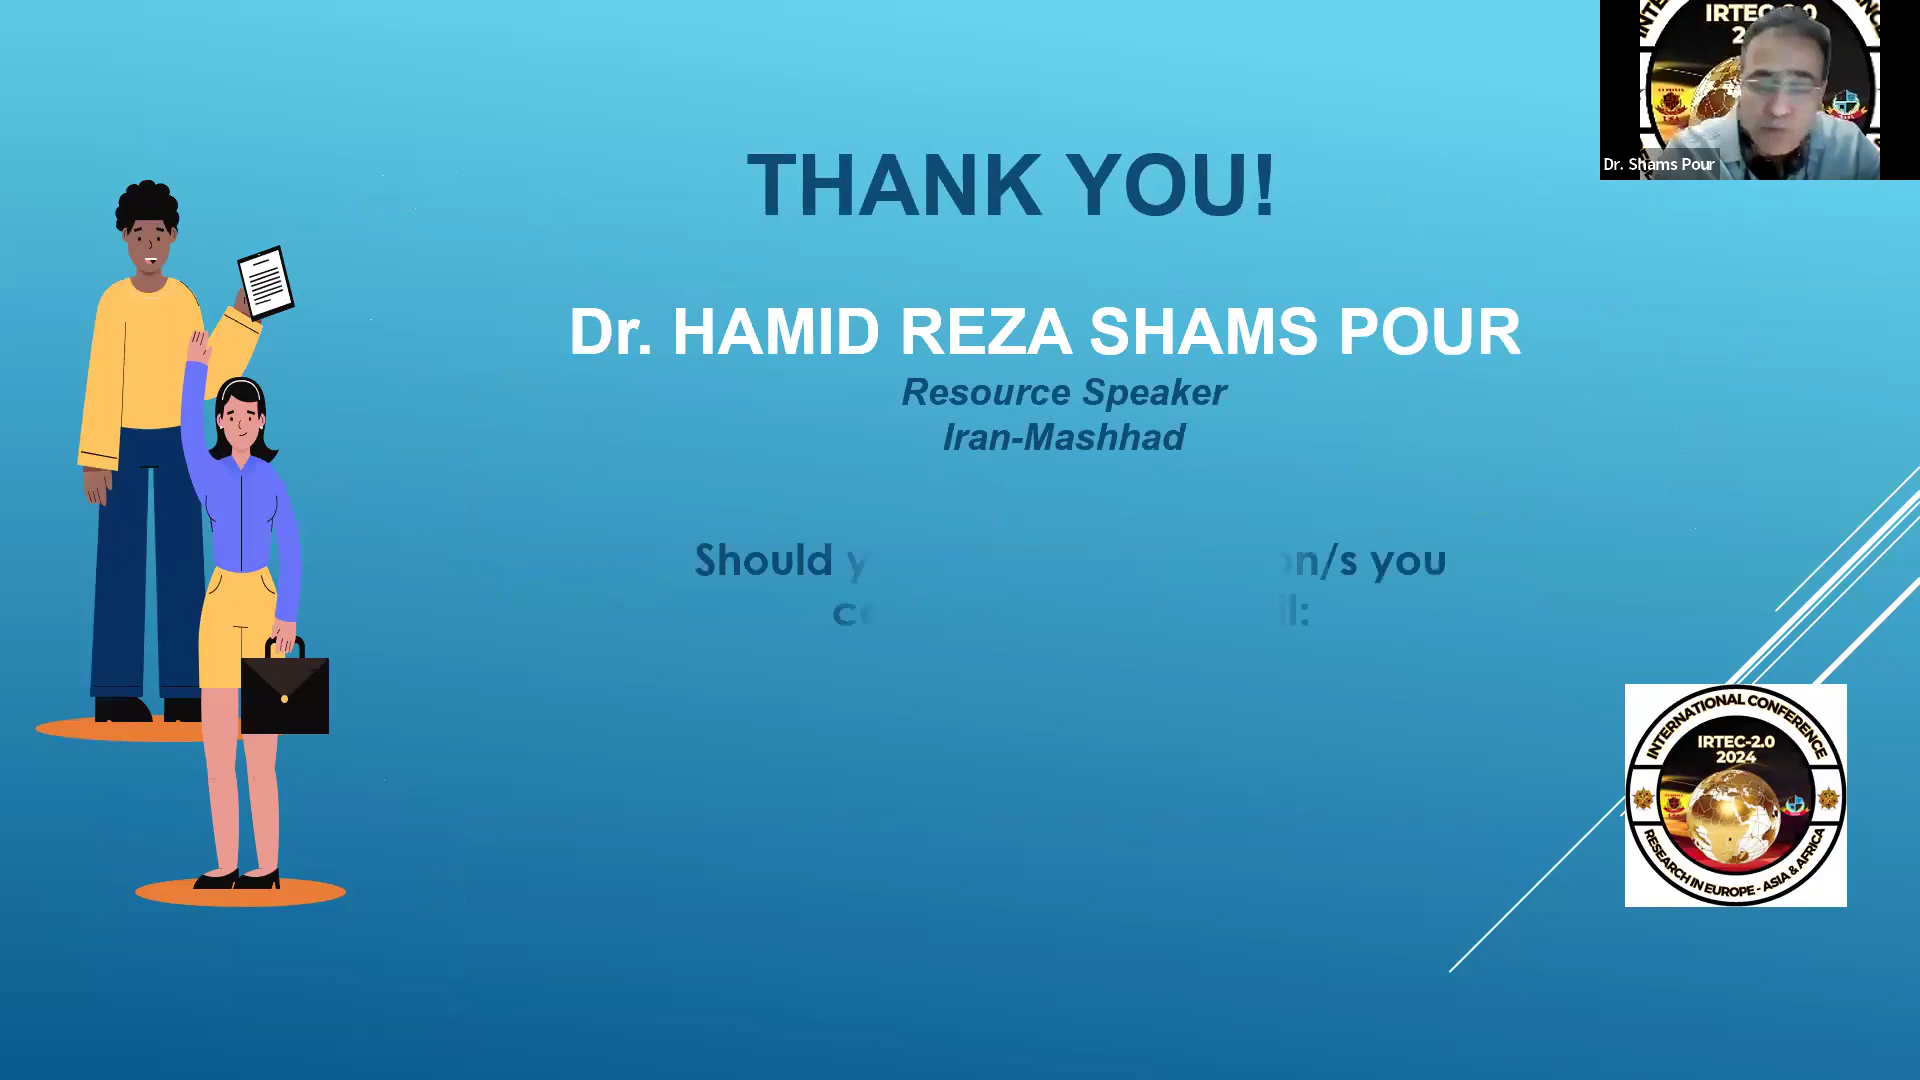 THANK YOU!
Dr. HAMID REZA SHAMS POUR
Resource Speaker
Iran-Mashhad
Should
you
Dr. Shams Pour
INTERNATIONAL CONFERENCE
IRTEC-2.0
2024
RESEARCH IN EUROPE - ASIA & AFRICA